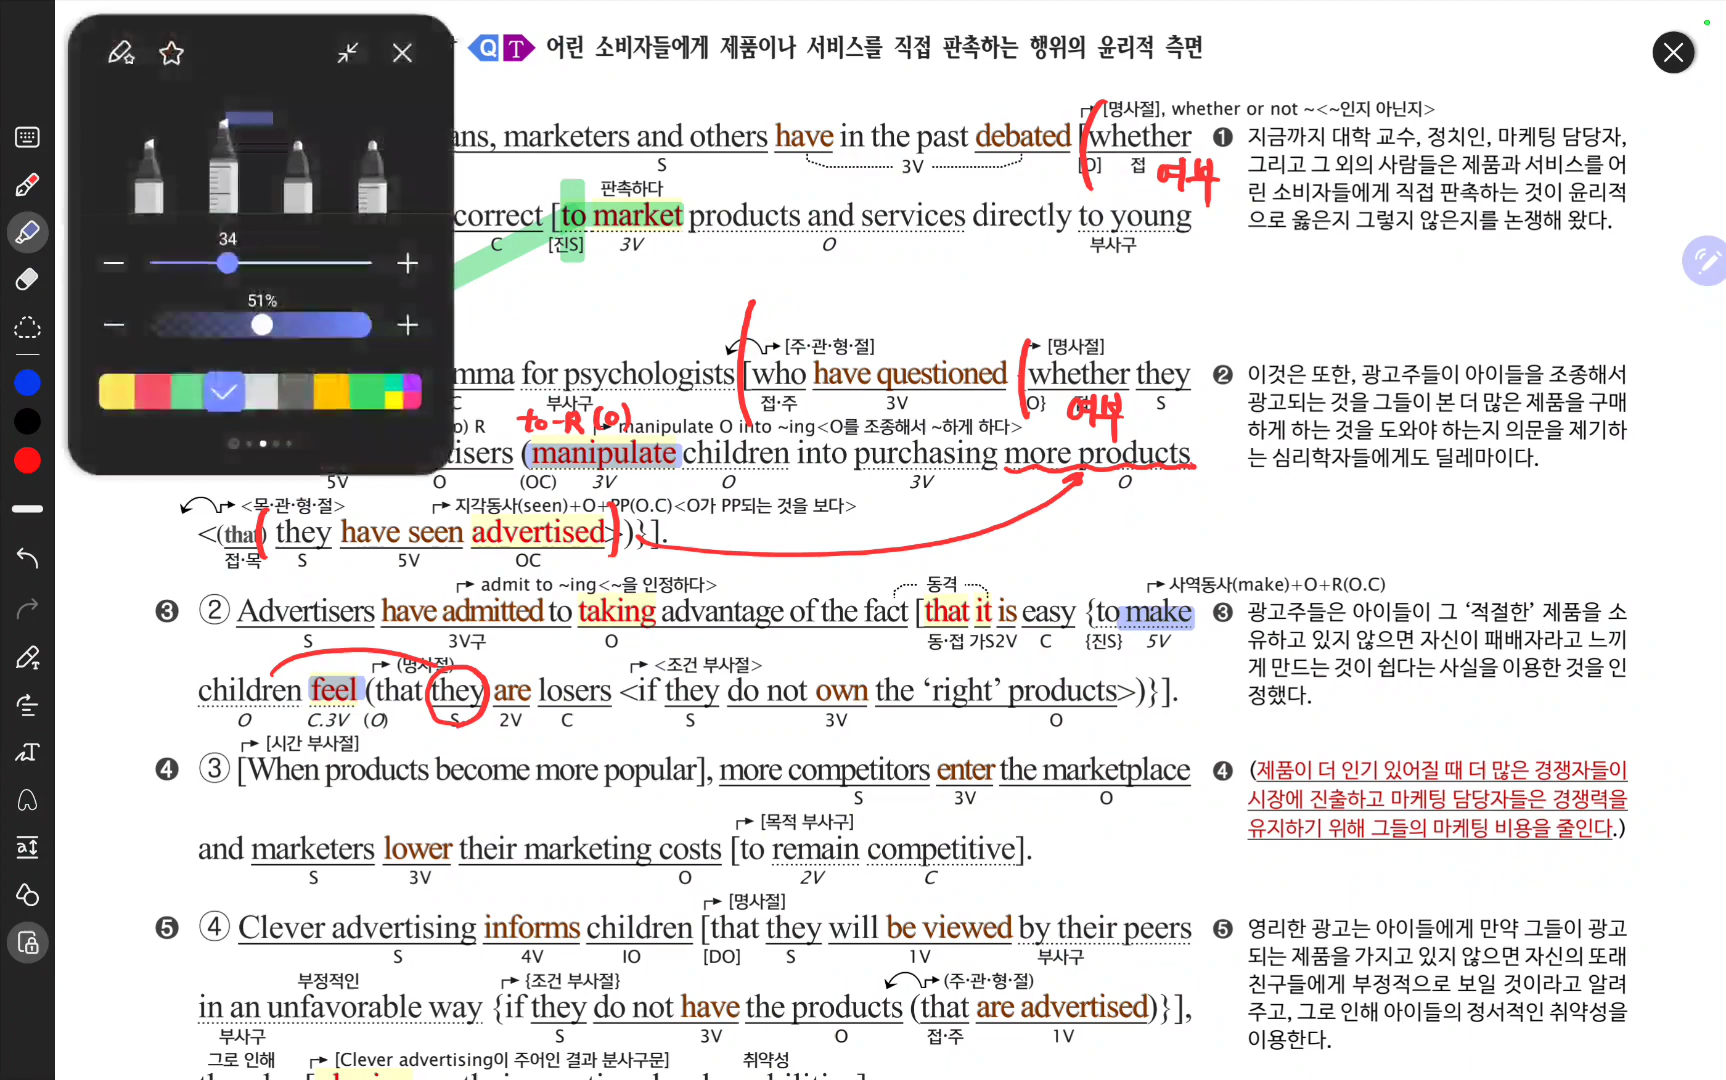 Q T 어린 소비자들에게 제품이나 서비스를 직접 판촉하는 행위의 윤리적 측면
[명사절], whether or not ~<~인지 아닌지>
ans, marketers and others have in the past debated [whether
S 3V [O] 접
여부
판촉하다
correct [to market products and services directly to young
C [진S] 3V O 부사구
❶ 지금까지 대학 교수, 정치인, 마케팅 담당자,
그리고 그 외의 사람들은 제품과 서비스를 어
린 소비자들에게 직접 판촉하는 것이 윤리적
으로 옳은지 그렇지 않은지를 논쟁해 왔다.
34
51%
[주·관·형·절] [명사절]
mma for psychologists [who have questioned {whether they
C 부사구 접·주 3V O} 접 S
to-R (O) 여부
o) R manipulate O into ~ing<O를 조종해서 ~하게 하다>
isers (manipulate children into purchasing more products
5V O (OC) 3V O 3V O
<목·관·형·절> 지각동사(seen)+O+PP(O.C)<O가 PP되는 것을 보다>
<(that) they have seen advertised>)}].
접·목 S 5V OC
❷ 이것은 또한, 광고주들이 아이들을 조종해서
광고되는 것을 그들이 본 더 많은 제품을 구매
하게 하는 것을 도와야 하는지 의문을 제기하
는 심리학자들에게도 딜레마이다.
admit to ~ing<~을 인정하다> 동격 사역동사(make)+O+R(O.C)
❸ ② Advertisers have admitted to taking advantage of the fact [that it is easy {to make
S 3V구 O 동·접 가S2V C {진S} 5V
(명사절) <조건 부사절>
children feel (that they are losers <if they do not own the ‘right’ products>)}].
O C.3V (O) S 2V C S 3V O
❸ 광고주들은 아이들이 그 ‘적절한’ 제품을 소
유하고 있지 않으면 자신이 패배자라고 느끼
게 만드는 것이 쉽다는 사실을 이용한 것을 인
정했다.
[시간 부사절]
❹ ③ [When products become more popular], more competitors enter the marketplace
S 3V O
[목적 부사구]
and marketers lower their marketing costs [to remain competitive].
S 3V O 2V C
❹ (제품이 더 인기 있어질 때 더 많은 경쟁자들이
시장에 진출하고 마케팅 담당자들은 경쟁력을
유지하기 위해 그들의 마케팅 비용을 줄인다.)
[명사절]
❺ ④ Clever advertising informs children [that they will be viewed by their peers
S 4V IO [DO] S 1V 부사구
부정적인 {조건 부사절} (주·관·형·절)
in an unfavorable way {if they do not have the products (that are advertised)}],
부사구 S 3V O 접·주 1V
그로 인해 [Clever advertising이 주어인 결과 분사구문] 취약성
❺ 영리한 광고는 아이들에게 만약 그들이 광고
되는 제품을 가지고 있지 않으면 자신의 또래
친구들에게 부정적으로 보일 것이라고 알려
주고, 그로 인해 아이들의 정서적인 취약성을
이용한다.